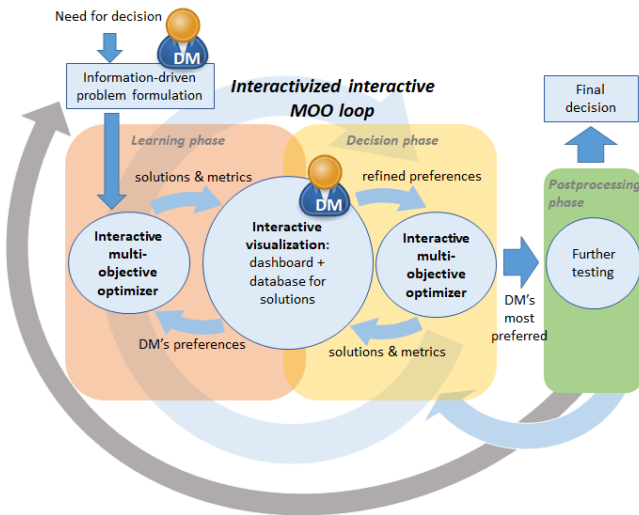 Need for decision
DM
Information-driven
problem formulation
Interactivized interactive
MOO loop
Final
decision
Learning phase
Decision phase
Postprocessing
phase
solutions & metrics
DM
refined preferences
Interactive
multi-
objective
optimizer
Interactive
visualization:
dashboard +
database for
solutions
Interactive
multi-
objective
optimizer
Further
testing
DM's
most
preferred
DM's preferences
solutions & metrics